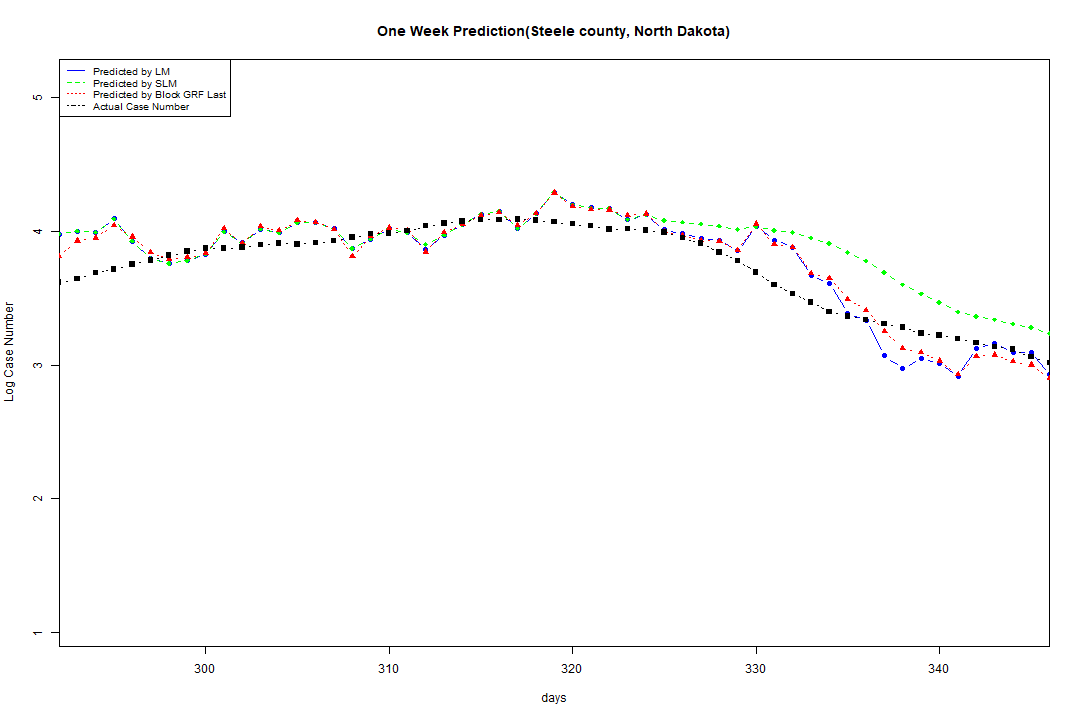 One Week Prediction(Steele county, North Dakota)
Predicted by LM
Predicted by SLM
Predicted by Block GRF Last
Actual Case Number
5
4
3
2
1
Log Case Number
300 310 320 330 340
days